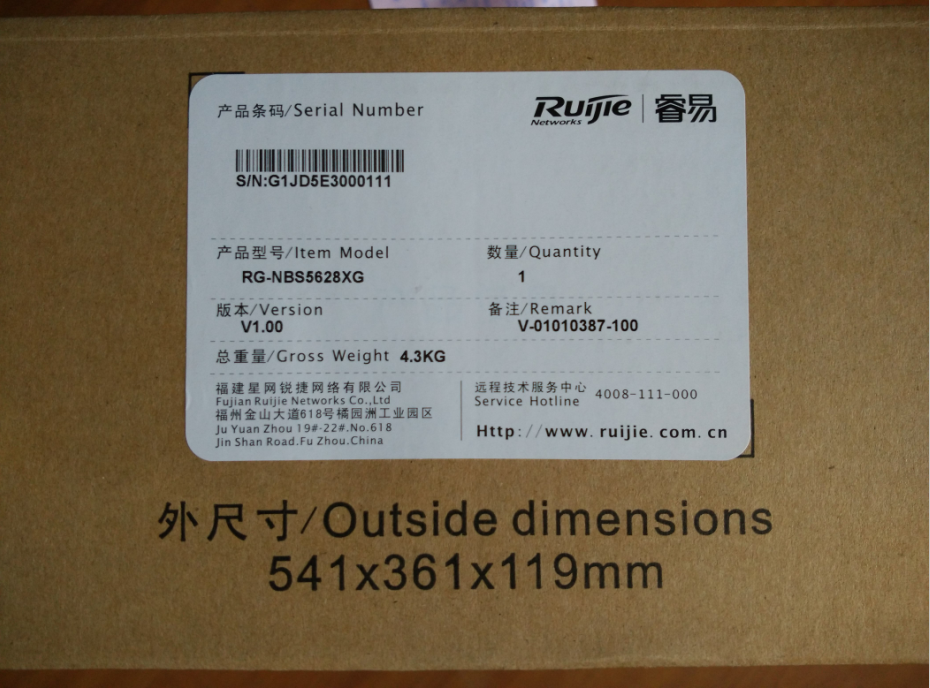 产品条码/Serial Number
Ruijie Networks | 睿易
S/N:G1JD5E3000111
产品型号/Item Model
RG-NBS5628XG
数量/Quantity
1
版本/Version
V1.00
备注/Remark
V-01010387-100
总重量/Gross Weight 4.3KG
福建星网锐捷网络有限公司
Fujian Ruijie Networks Co.,Ltd
福州金山大道618号橘园洲工业园区
Ju Yuan Zhou 19#-22#.No.618
Jin Shan Road.Fu Zhou.China
远程技术服务中心
Service Hotline 4008-111-000
Http://www.ruijie.com.cn
外尺寸/Outside dimensions
541x361x119mm